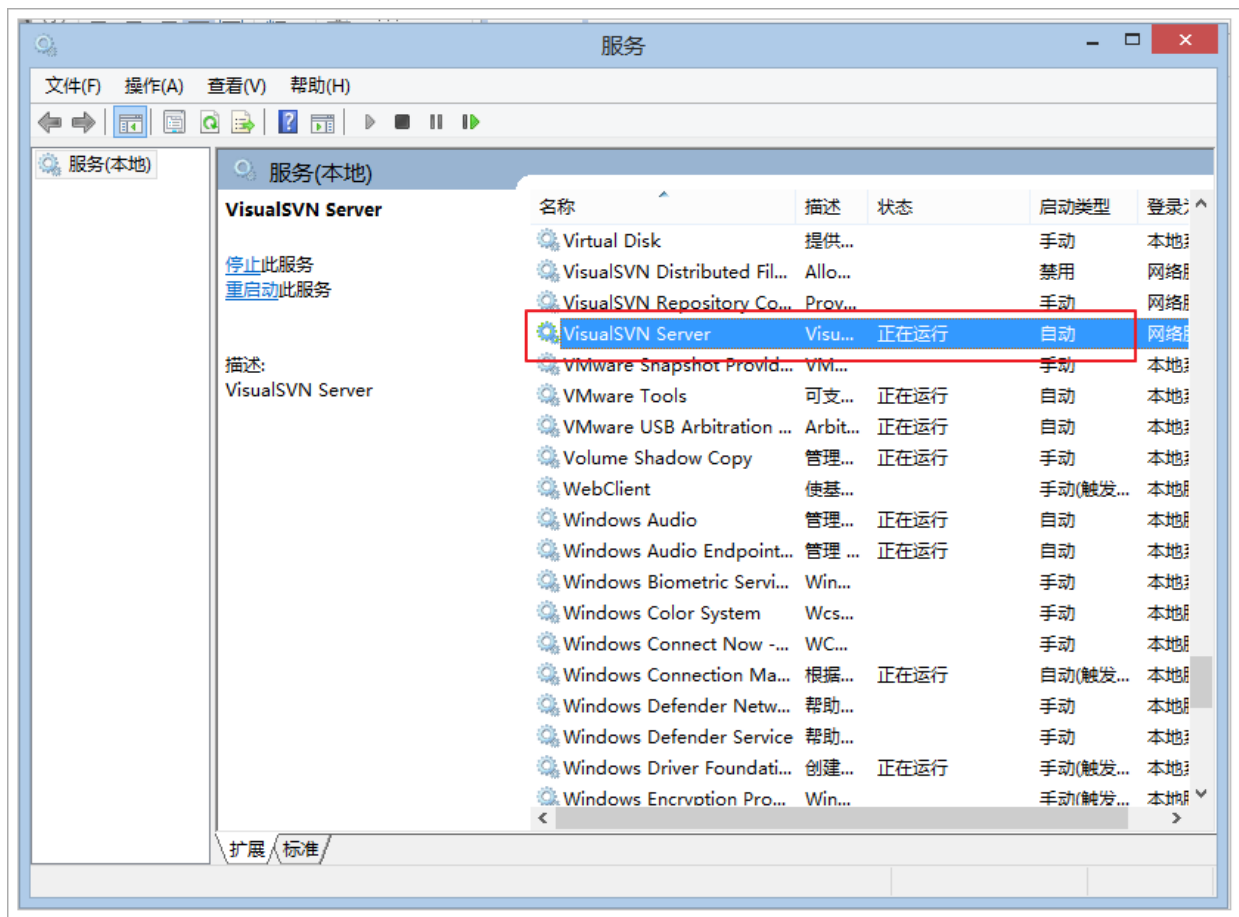 服务
文件(F) 操作(A) 查看(V) 帮助(H)
服务(本地)
服务(本地)
VisualSVN Server
停止此服务
重启动此服务
描述:
VisualSVN Server
名称 描述 状态 启动类型 登录
Virtual Disk 提供... 手动 本地
VisualSVN Distributed Fil... Allo... 禁用 网络
VisualSVN Repository Co... Prov... 手动 网络
VisualSVN Server Visu... 正在运行 自动 网络
VMware Snapshot Provid... VM... 手动 本地
VMware Tools 可支... 正在运行 自动 本地
VMware USB Arbitration ... Arbit... 正在运行 自动 本地
Volume Shadow Copy 管理... 正在运行 手动 本地
WebClient 使基... 手动(触发... 本地
Windows Audio 管理... 正在运行 自动 本地
Windows Audio Endpoint... 管理 ... 正在运行 自动 本地
Windows Biometric Servi... Win... 手动 本地
Windows Color System Wcs... 手动 本地
Windows Connect Now -... WC... 手动 本地
Windows Connection Ma... 根据... 正在运行 自动(触发... 本地
Windows Defender Netw... 帮助... 手动 本地
Windows Defender Service 帮助... 手动 本地
Windows Driver Foundati... 创建... 正在运行 手动(触发... 本地
Windows Encryption Pro... Win... 手动(触发... 本地
扩展 标准